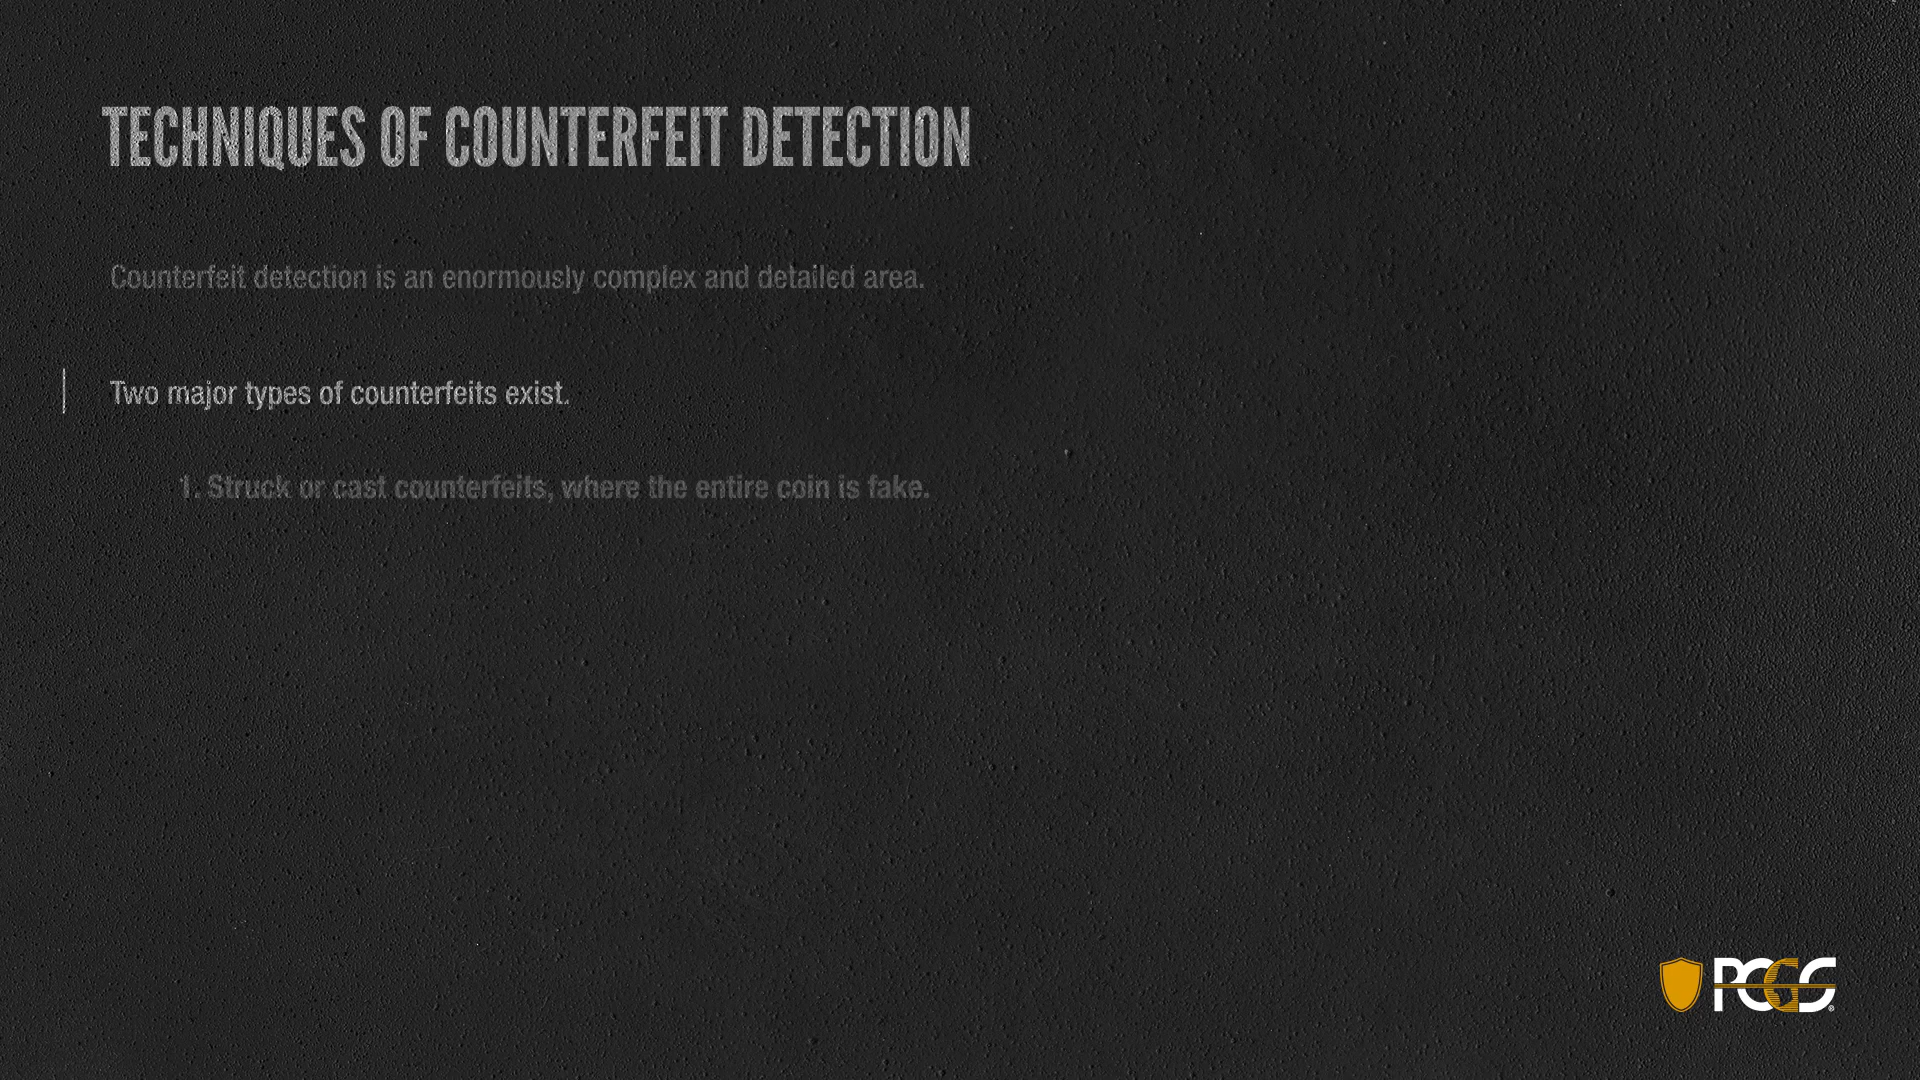 TECHNIQUES OF COUNTERFEIT DETECTION
Counterfeit detection is an enormously complex and detailed area.
Two major types of counterfeits exist.
1. Struck or cast counterfeits, where the entire coin is fake.
PCGS®